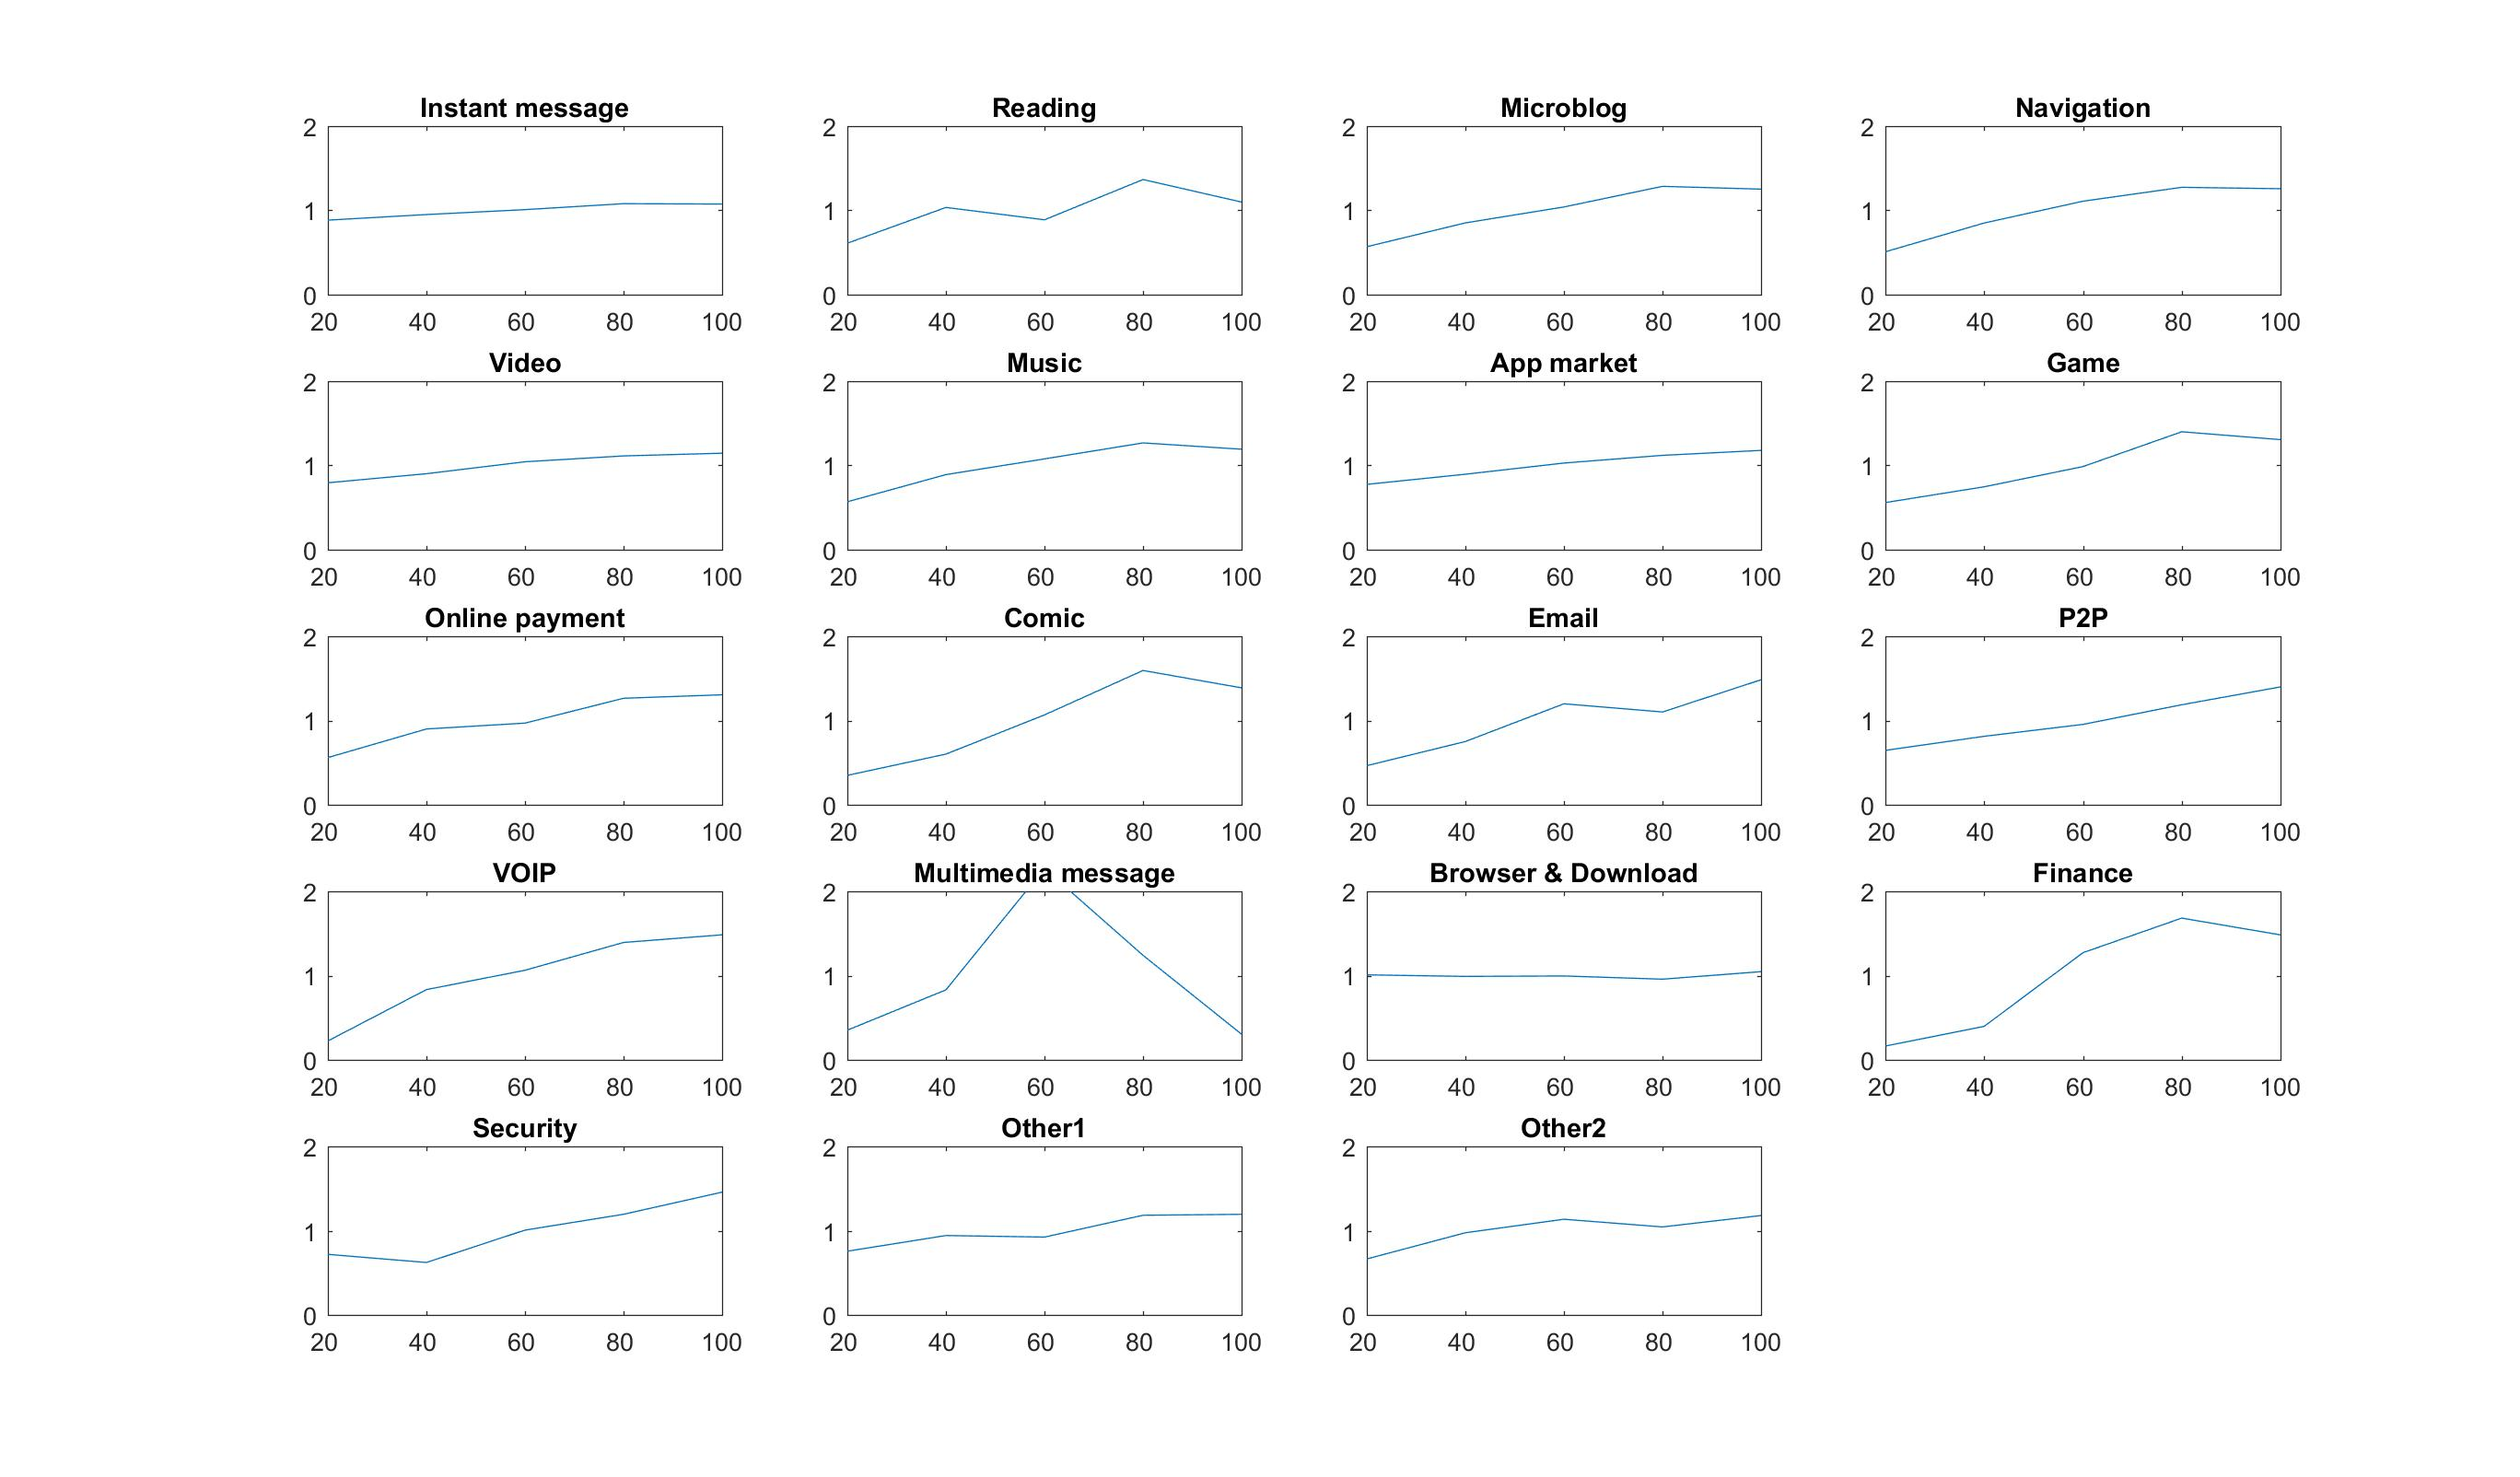 Instant message Reading Microblog Navigation
2 2 2 2
1 1 1 1
0 0 0 0
20 40 60 80 100 20 40 60 80 100 20 40 60 80 100 20 40 60 80 100
Video Music App market Game
2 2 2 2
1 1 1 1
0 0 0 0
20 40 60 80 100 20 40 60 80 100 20 40 60 80 100 20 40 60 80 100
Online payment Comic Email P2P
2 2 2 2
1 1 1 1
0 0 0 0
20 40 60 80 100 20 40 60 80 100 20 40 60 80 100 20 40 60 80 100
VOIP Multimedia message Browser & Download Finance
2 2 2 2
1 1 1 1
0 0 0 0
20 40 60 80 100 20 40 60 80 100 20 40 60 80 100 20 40 60 80 100
Security Other1 Other2
2 2 2
1 1 1
0 0 0
20 40 60 80 100 20 40 60 80 100 20 40 60 80 100